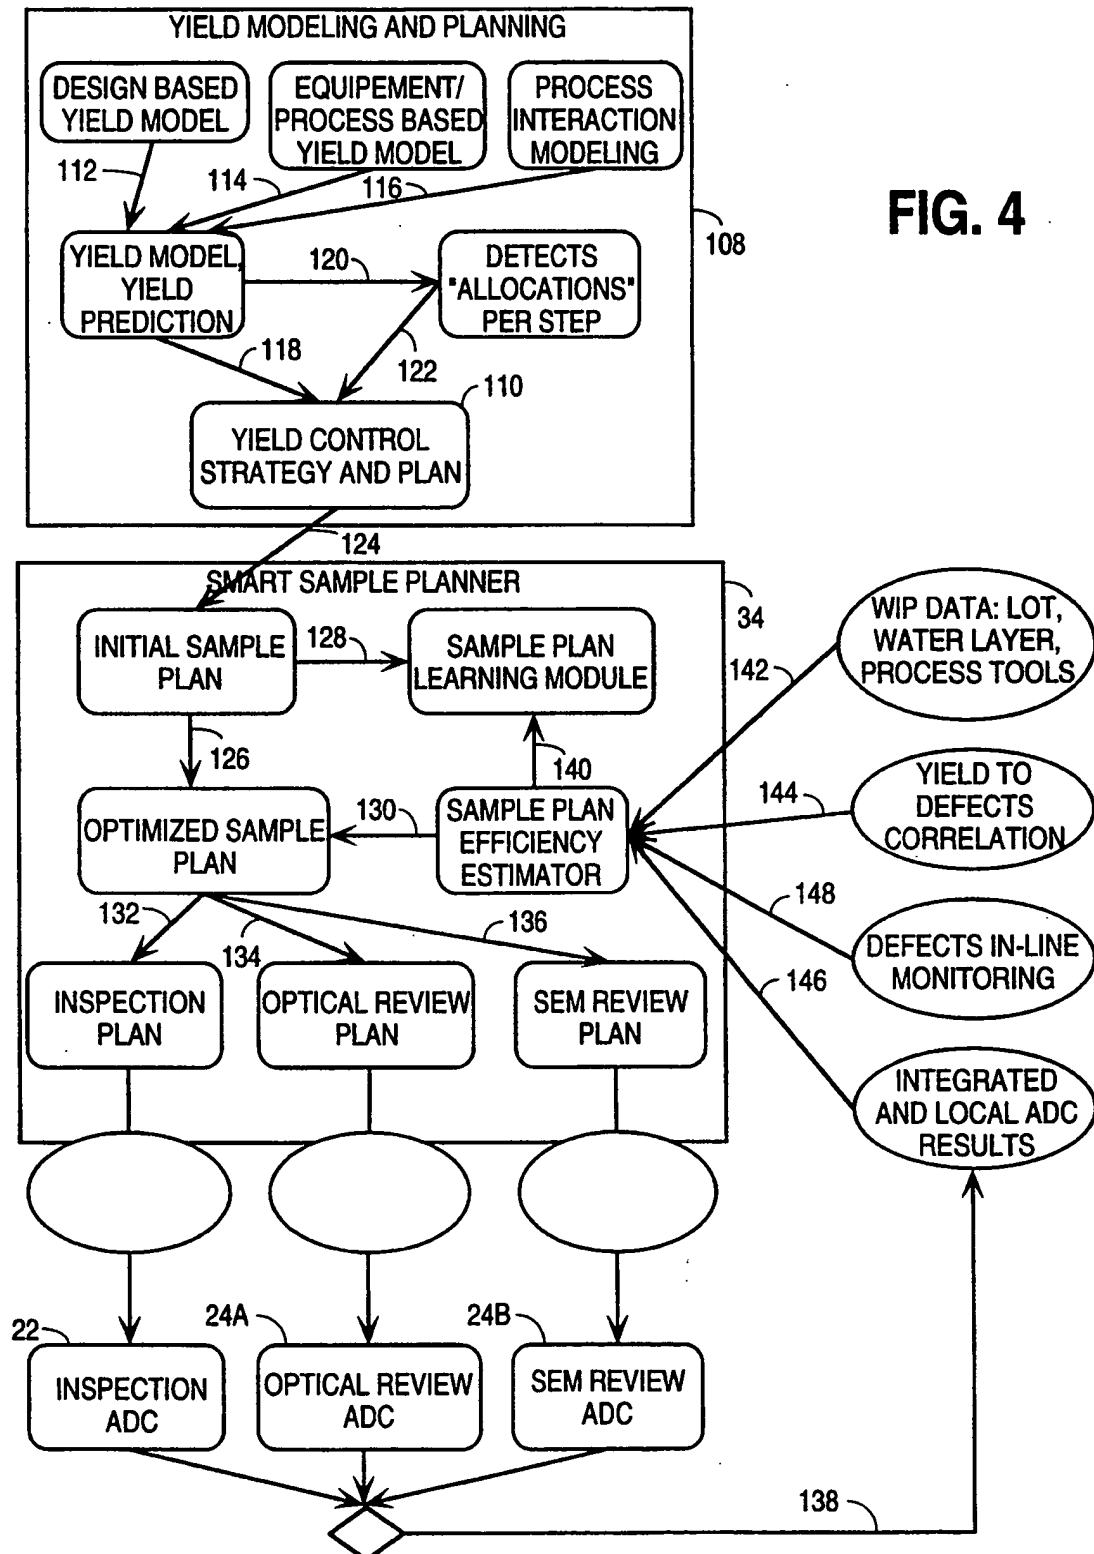 YIELD MODELING AND PLANNING
DESIGN BASED
YIELD MODEL
EQUIPEMENT/
PROCESS BASED
YIELD MODEL
PROCESS
INTERACTION
MODELING
112
114
116
FIG. 4
108
YIELD MODEL,
YIELD
PREDICTION
120
DETECTS
"ALLOCATIONS"
PER STEP
118
122
110
YIELD CONTROL
STRATEGY AND PLAN
124
SMART SAMPLE PLANNER
34
INITIAL SAMPLE
PLAN
128
SAMPLE PLAN
LEARNING MODULE
142
WIP DATA: LOT,
WATER LAYER,
PROCESS TOOLS
126
140
OPTIMIZED SAMPLE
PLAN
130
SAMPLE PLAN
EFFICIENCY
ESTIMATOR
144
YIELD TO
DEFECTS
CORRELATION
132
134
136
148
DEFECTS IN-LINE
MONITORING
146
INSPECTION
PLAN
OPTICAL REVIEW
PLAN
SEM REVIEW
PLAN
INTEGRATED
AND LOCAL ADC
RESULTS
22
24A
24B
INSPECTION
ADC
OPTICAL REVIEW
ADC
SEM REVIEW
ADC
138